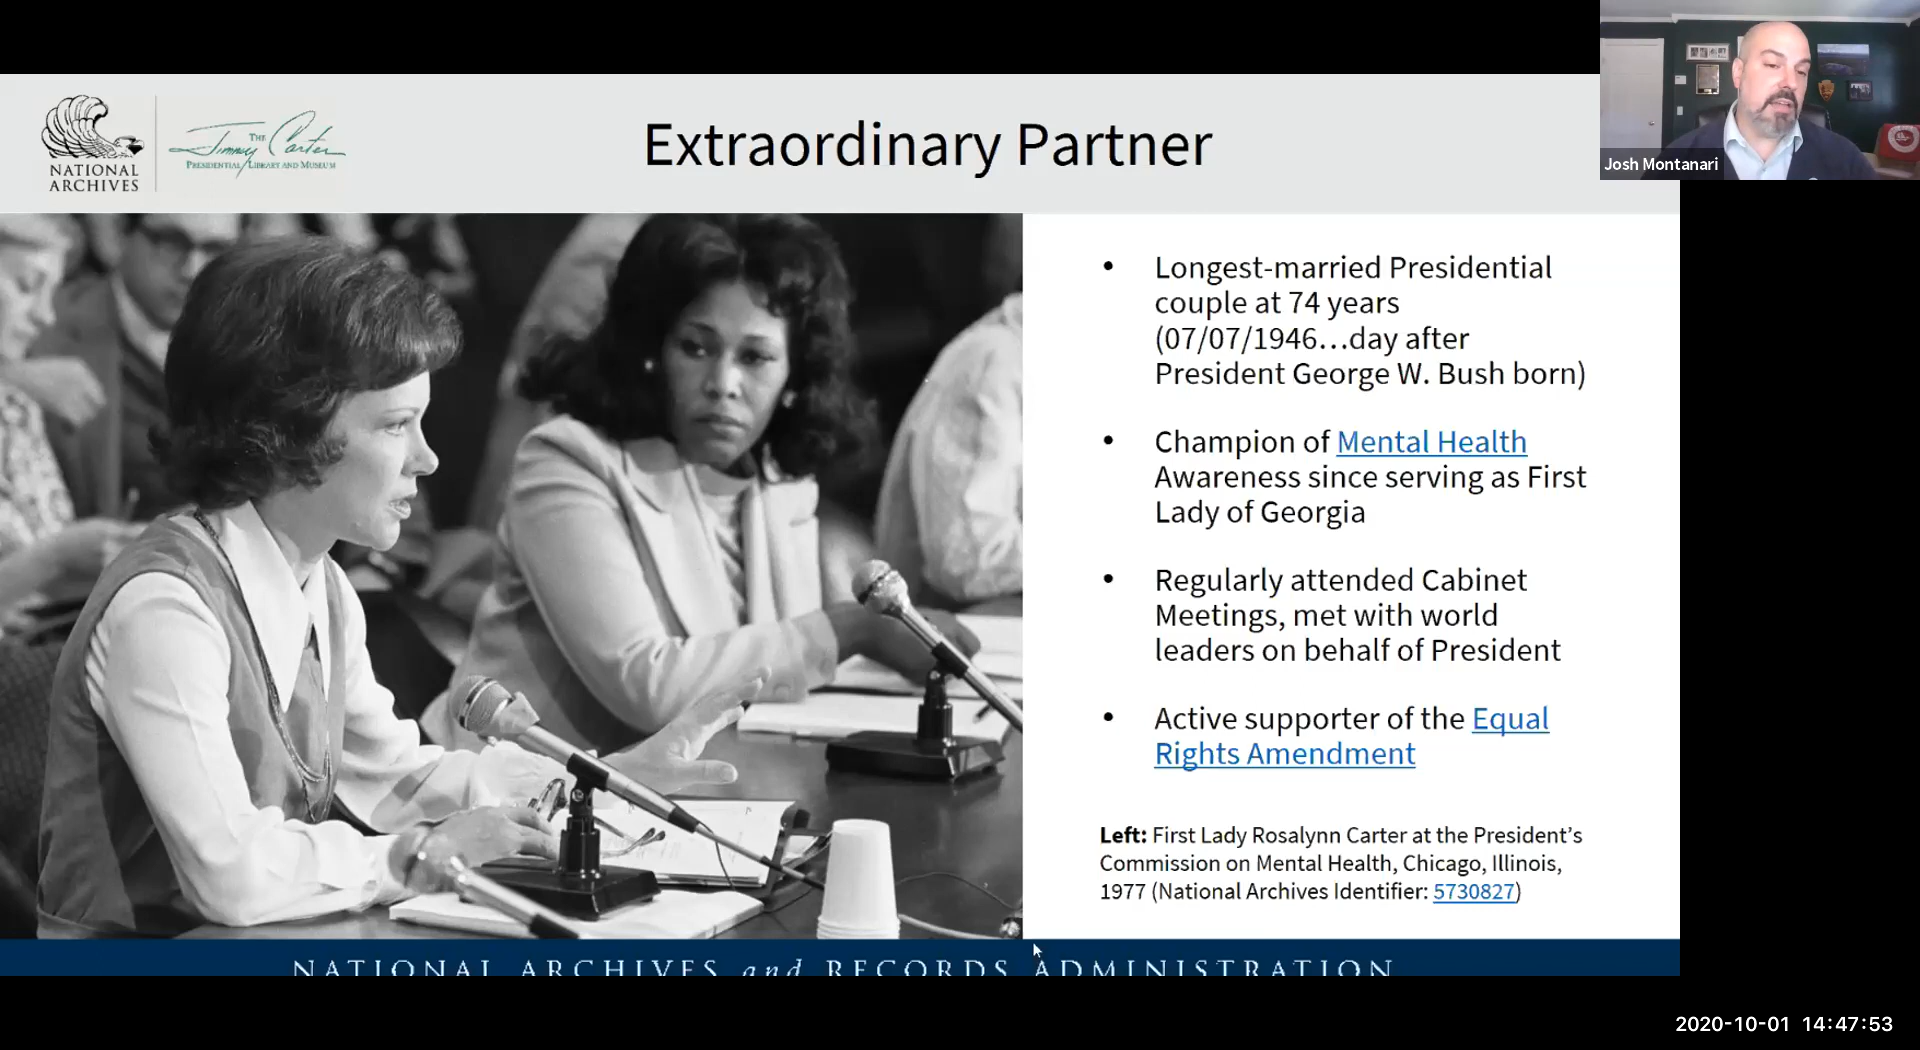 NATIONAL
ARCHIVES
THE
Jimmy Carter
PRESIDENTIAL LIBRARY AND MUSEUM
Extraordinary Partner
Josh Montanari
• Longest-married Presidential
couple at 74 years
(07/07/1946…day after
President George W. Bush born)
• Champion of Mental Health
Awareness since serving as First
Lady of Georgia
• Regularly attended Cabinet
Meetings, met with world
leaders on behalf of President
• Active supporter of the Equal
Rights Amendment
Left: First Lady Rosalynn Carter at the President’s
Commission on Mental Health, Chicago, Illinois,
1977 (National Archives Identifier: 5730827)
NATIONAL ARCHIVES and RECORDS ADMINISTRATION
2020-10-01 14:47:53